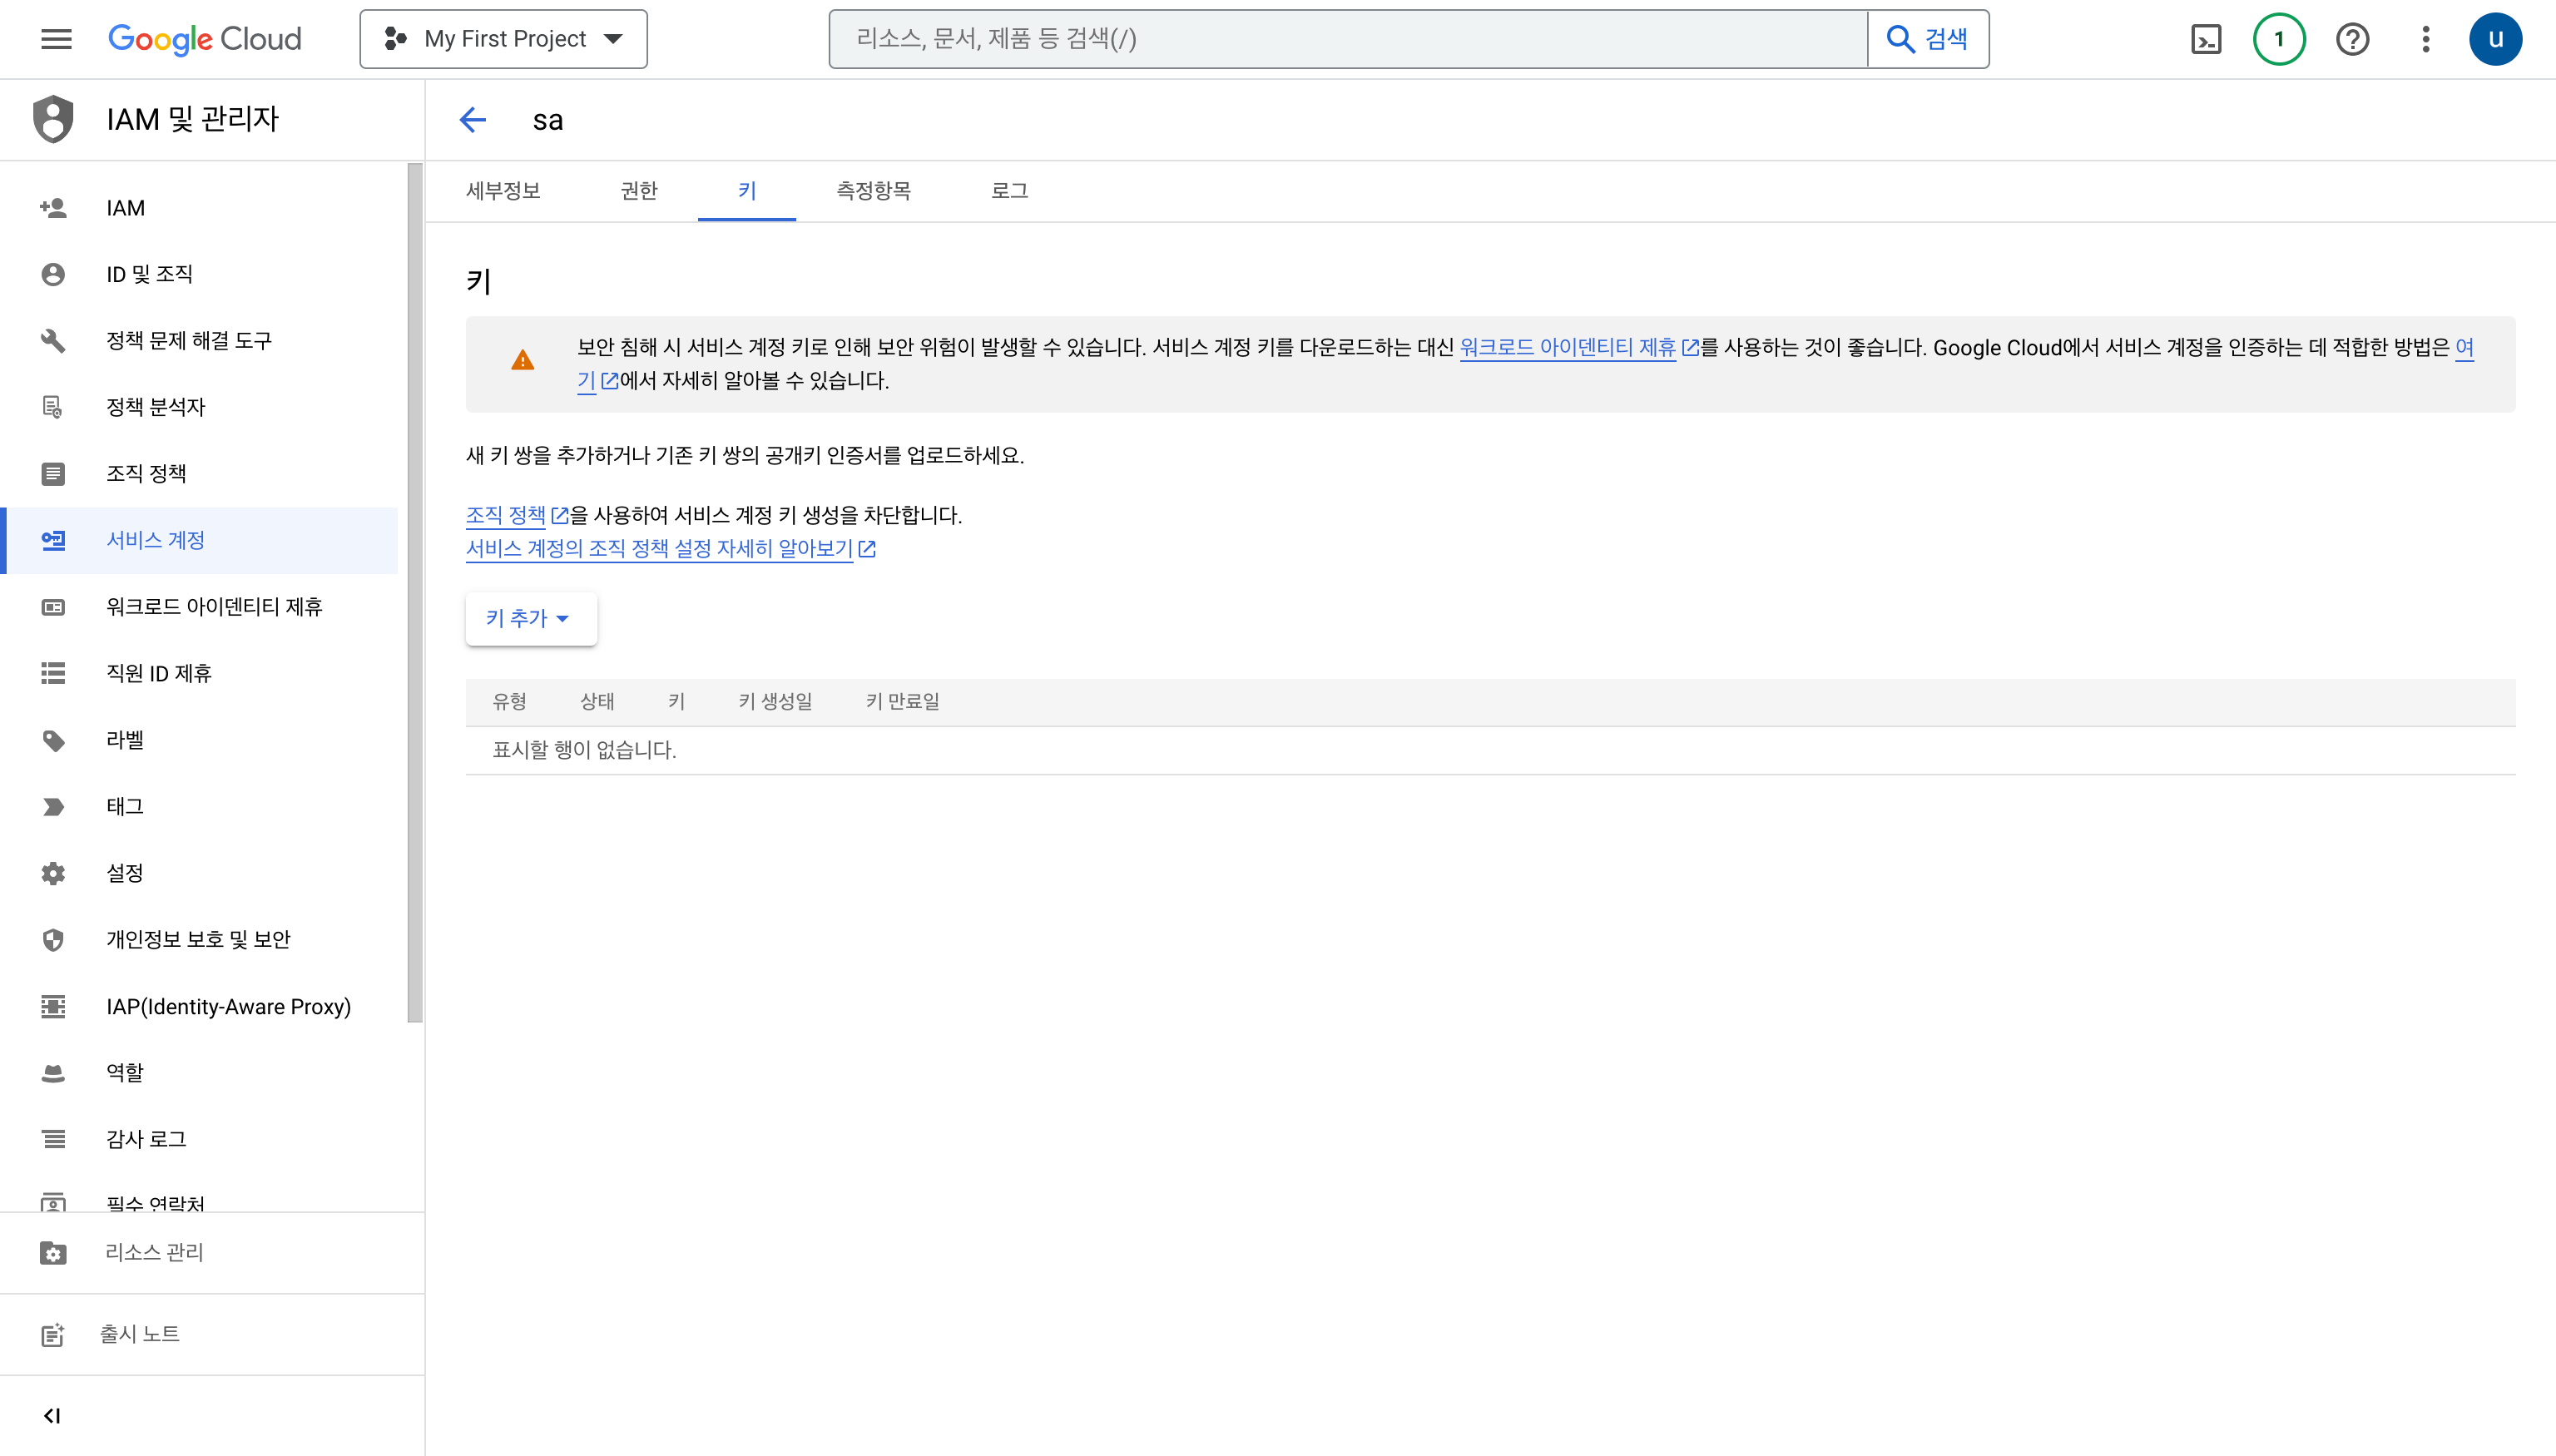 Google Cloud
My First Project
리소스, 문서, 제품 등 검색(/)
검색
1
u
IAM 및 관리자
IAM
ID 및 조직
정책 문제 해결 도구
정책 분석자
조직 정책
서비스 계정
워크로드 아이덴티티 제휴
직원 ID 제휴
라벨
태그
설정
개인정보 보호 및 보안
IAP(Identity-Aware Proxy)
역할
감사 로그
필수 연락처
리소스 관리
출시 노트
sa
세부정보 권한 키 측정항목 로그
키
보안 침해 시 서비스 계정 키로 인해 보안 위험이 발생할 수 있습니다. 서비스 계정 키를 다운로드하는 대신 워크로드 아이덴티티 제휴를 사용하는 것이 좋습니다. Google Cloud에서 서비스 계정을 인증하는 데 적합한 방법은 여
기에서 자세히 알아볼 수 있습니다.
새 키 쌍을 추가하거나 기존 키 쌍의 공개키 인증서를 업로드하세요.
조직 정책을 사용하여 서비스 계정 키 생성을 차단합니다.
서비스 계정의 조직 정책 설정 자세히 알아보기
키 추가
유형 상태 키 키 생성일 키 만료일
표시할 행이 없습니다.